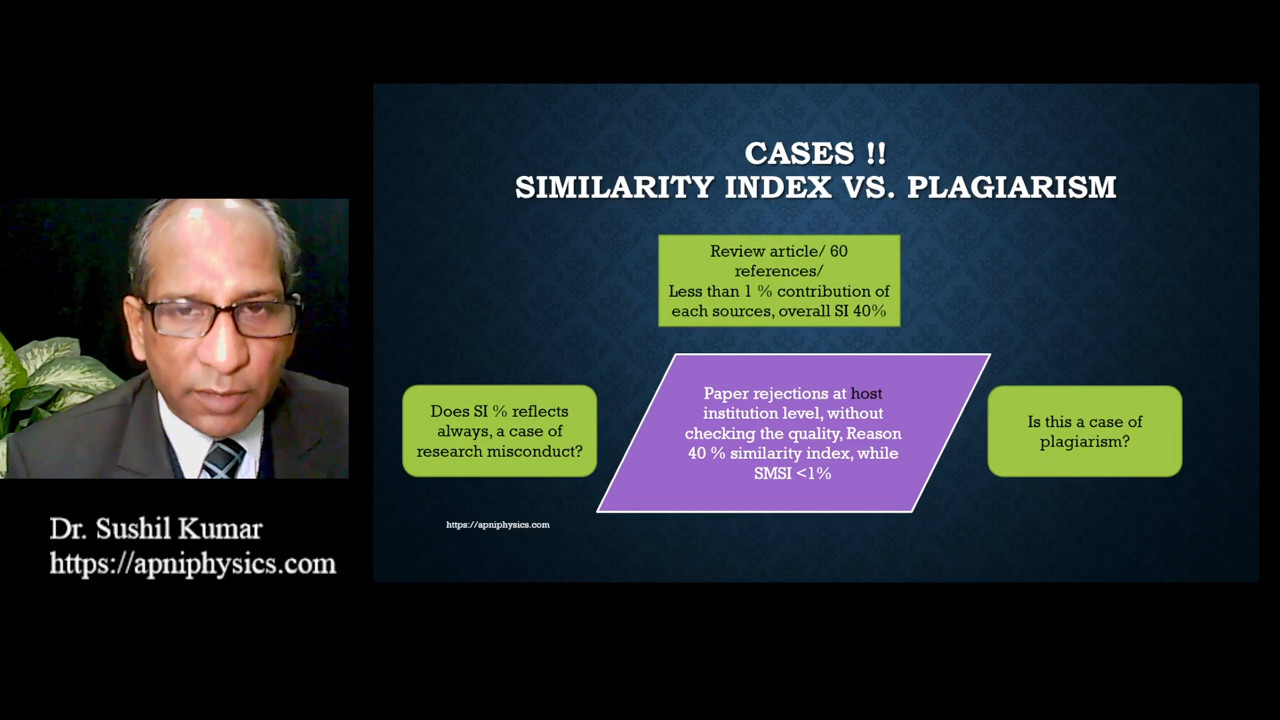 CASES !!
SIMILARITY INDEX VS. PLAGIARISM
Review article/ 60
references/
Less than 1 % contribution of
each sources, overall SI 40%
Does SI % reflects
always, a case of
research misconduct?
Paper rejections at host
institution level, without
checking the quality, Reason
40 % similarity index, while
SMSI <1%
Is this a case of
plagiarism?
https://apniphysics.com
Dr. Sushil Kumar
https://apniphysics.com